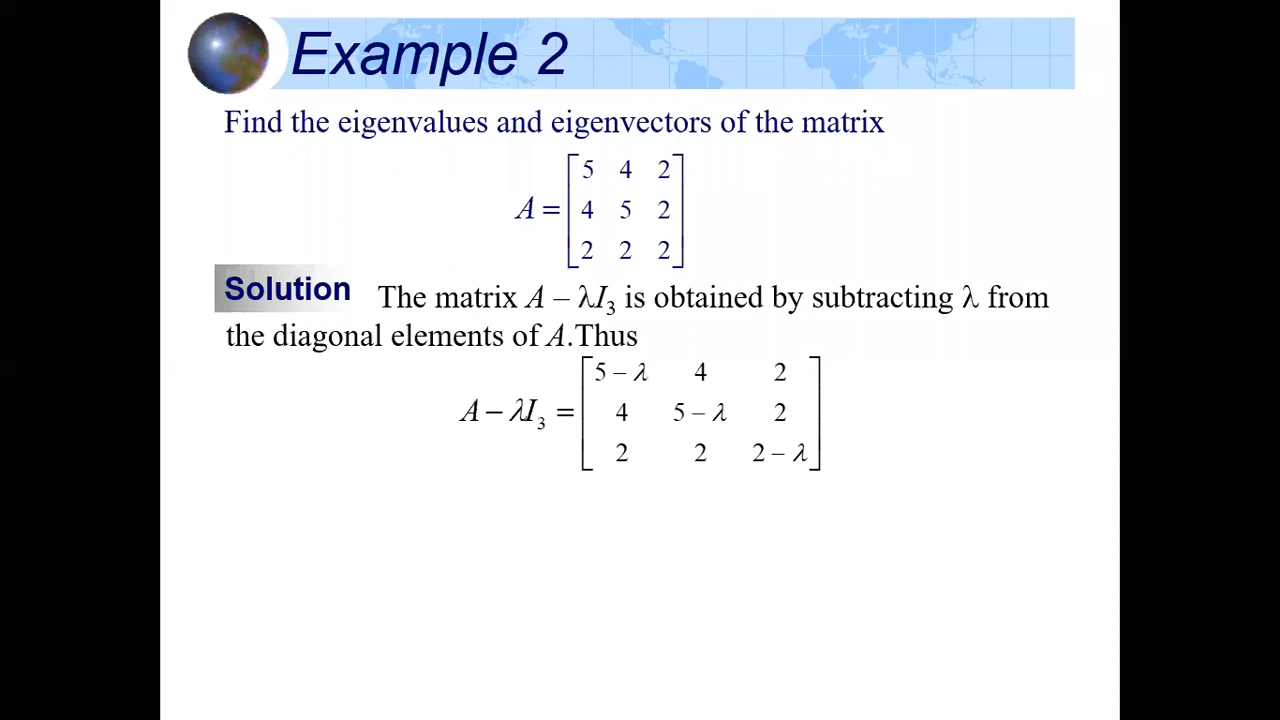 Example 2
Find the eigenvalues and eigenvectors of the matrix
A = [5 4 2
4 5 2
2 2 2]
Solution The matrix A – λI₃ is obtained by subtracting λ from
the diagonal elements of A.Thus
A – λI₃ = [5 – λ 4 2
4 5 – λ 2
2 2 2 – λ]